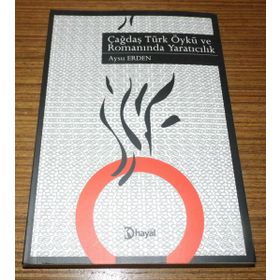 Çağdaş Türk Öykü ve
Romanında Yaratıcılık
Aysu ERDEN
hayal